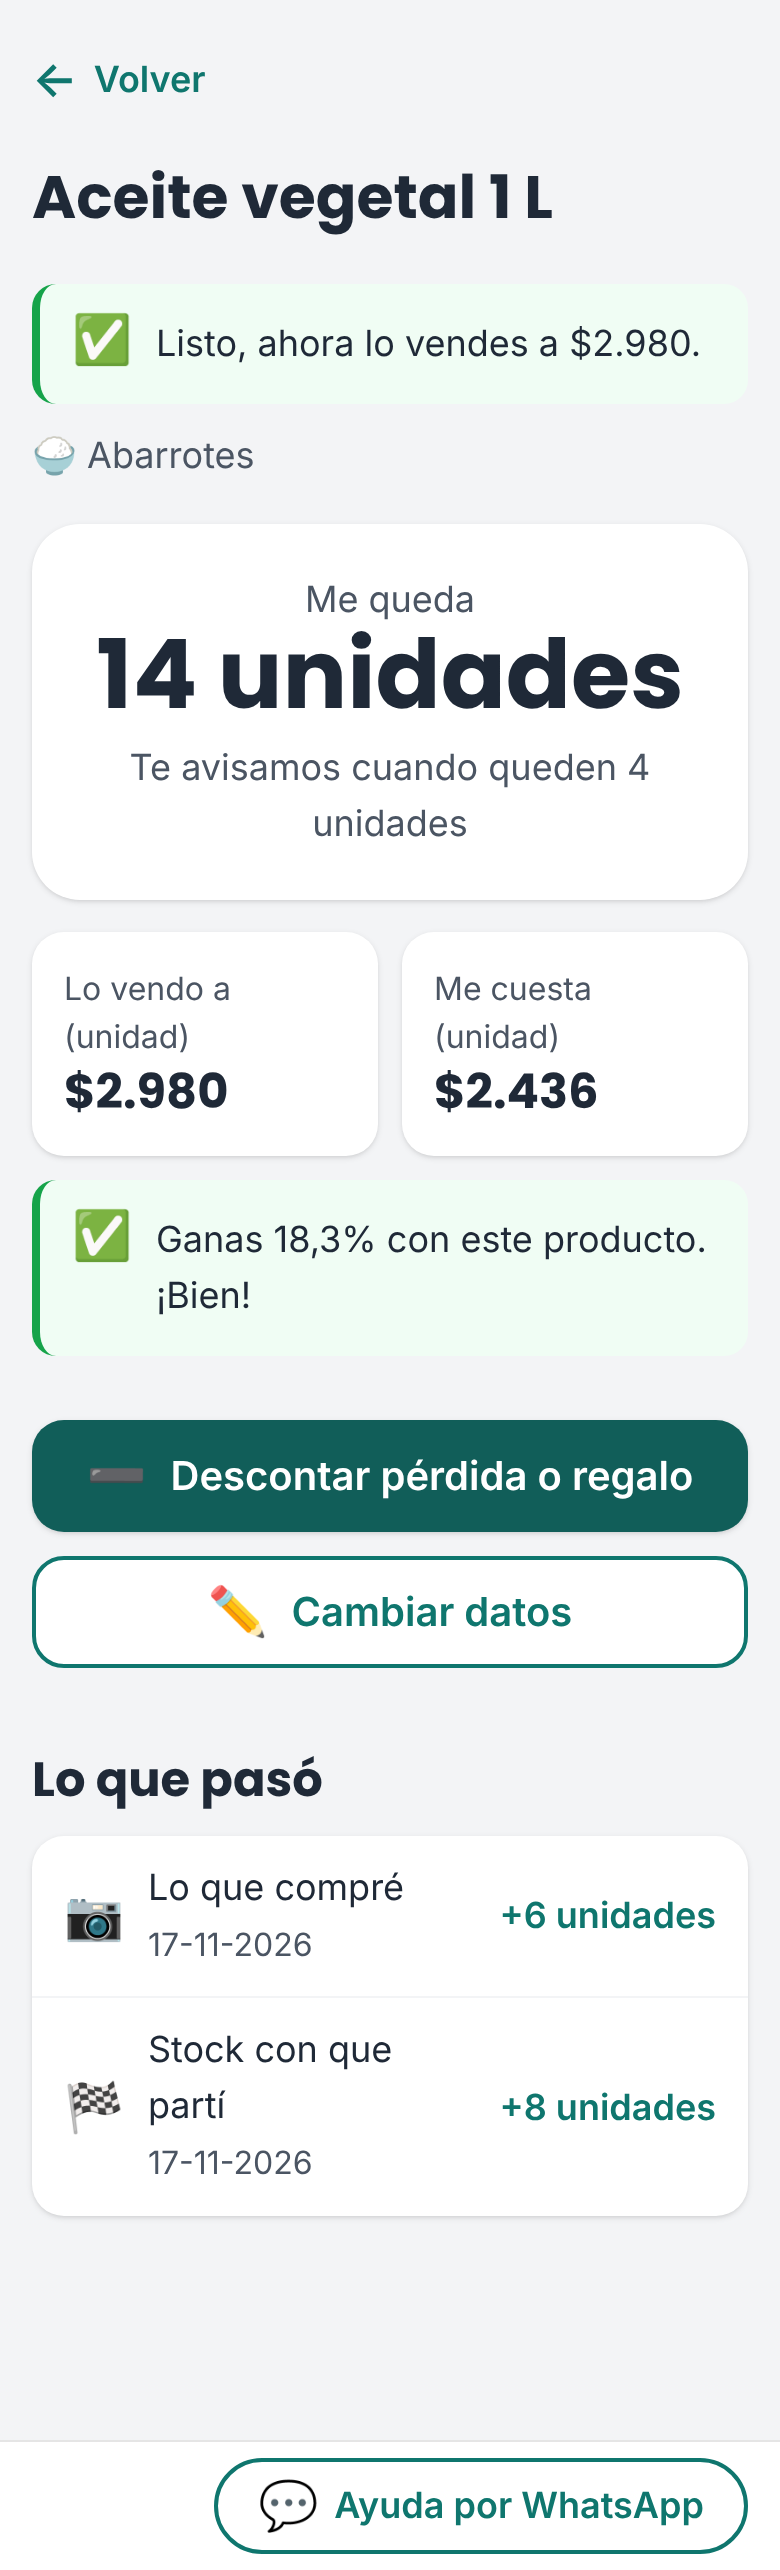 ← Volver
Aceite vegetal 1 L
✅ Listo, ahora lo vendes a $2.980.
🍚 Abarrotes
Me queda
14 unidades
Te avisamos cuando queden 4
unidades
Lo vendo a
(unidad)
$2.980
Me cuesta
(unidad)
$2.436
✅ Ganas 18,3% con este producto.
¡Bien!
➖ Descontar pérdida o regalo
✏️ Cambiar datos
Lo que pasó
📷 Lo que compré
17-11-2026
+6 unidades
🏁 Stock con que
partí
17-11-2026
+8 unidades
💬 Ayuda por WhatsApp